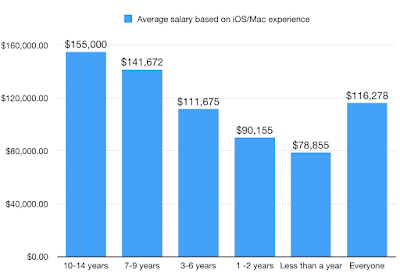 Average salary based on iOS/Mac experience
$160,000.00
$120,000.00
$80,000.00
$40,000.00
$0.00
$155,000
$141,672
$111,675
$90,155
$78,855
$116,278
10-14 years
7-9 years
3-6 years
1 -2 years
Less than a year
Everyone